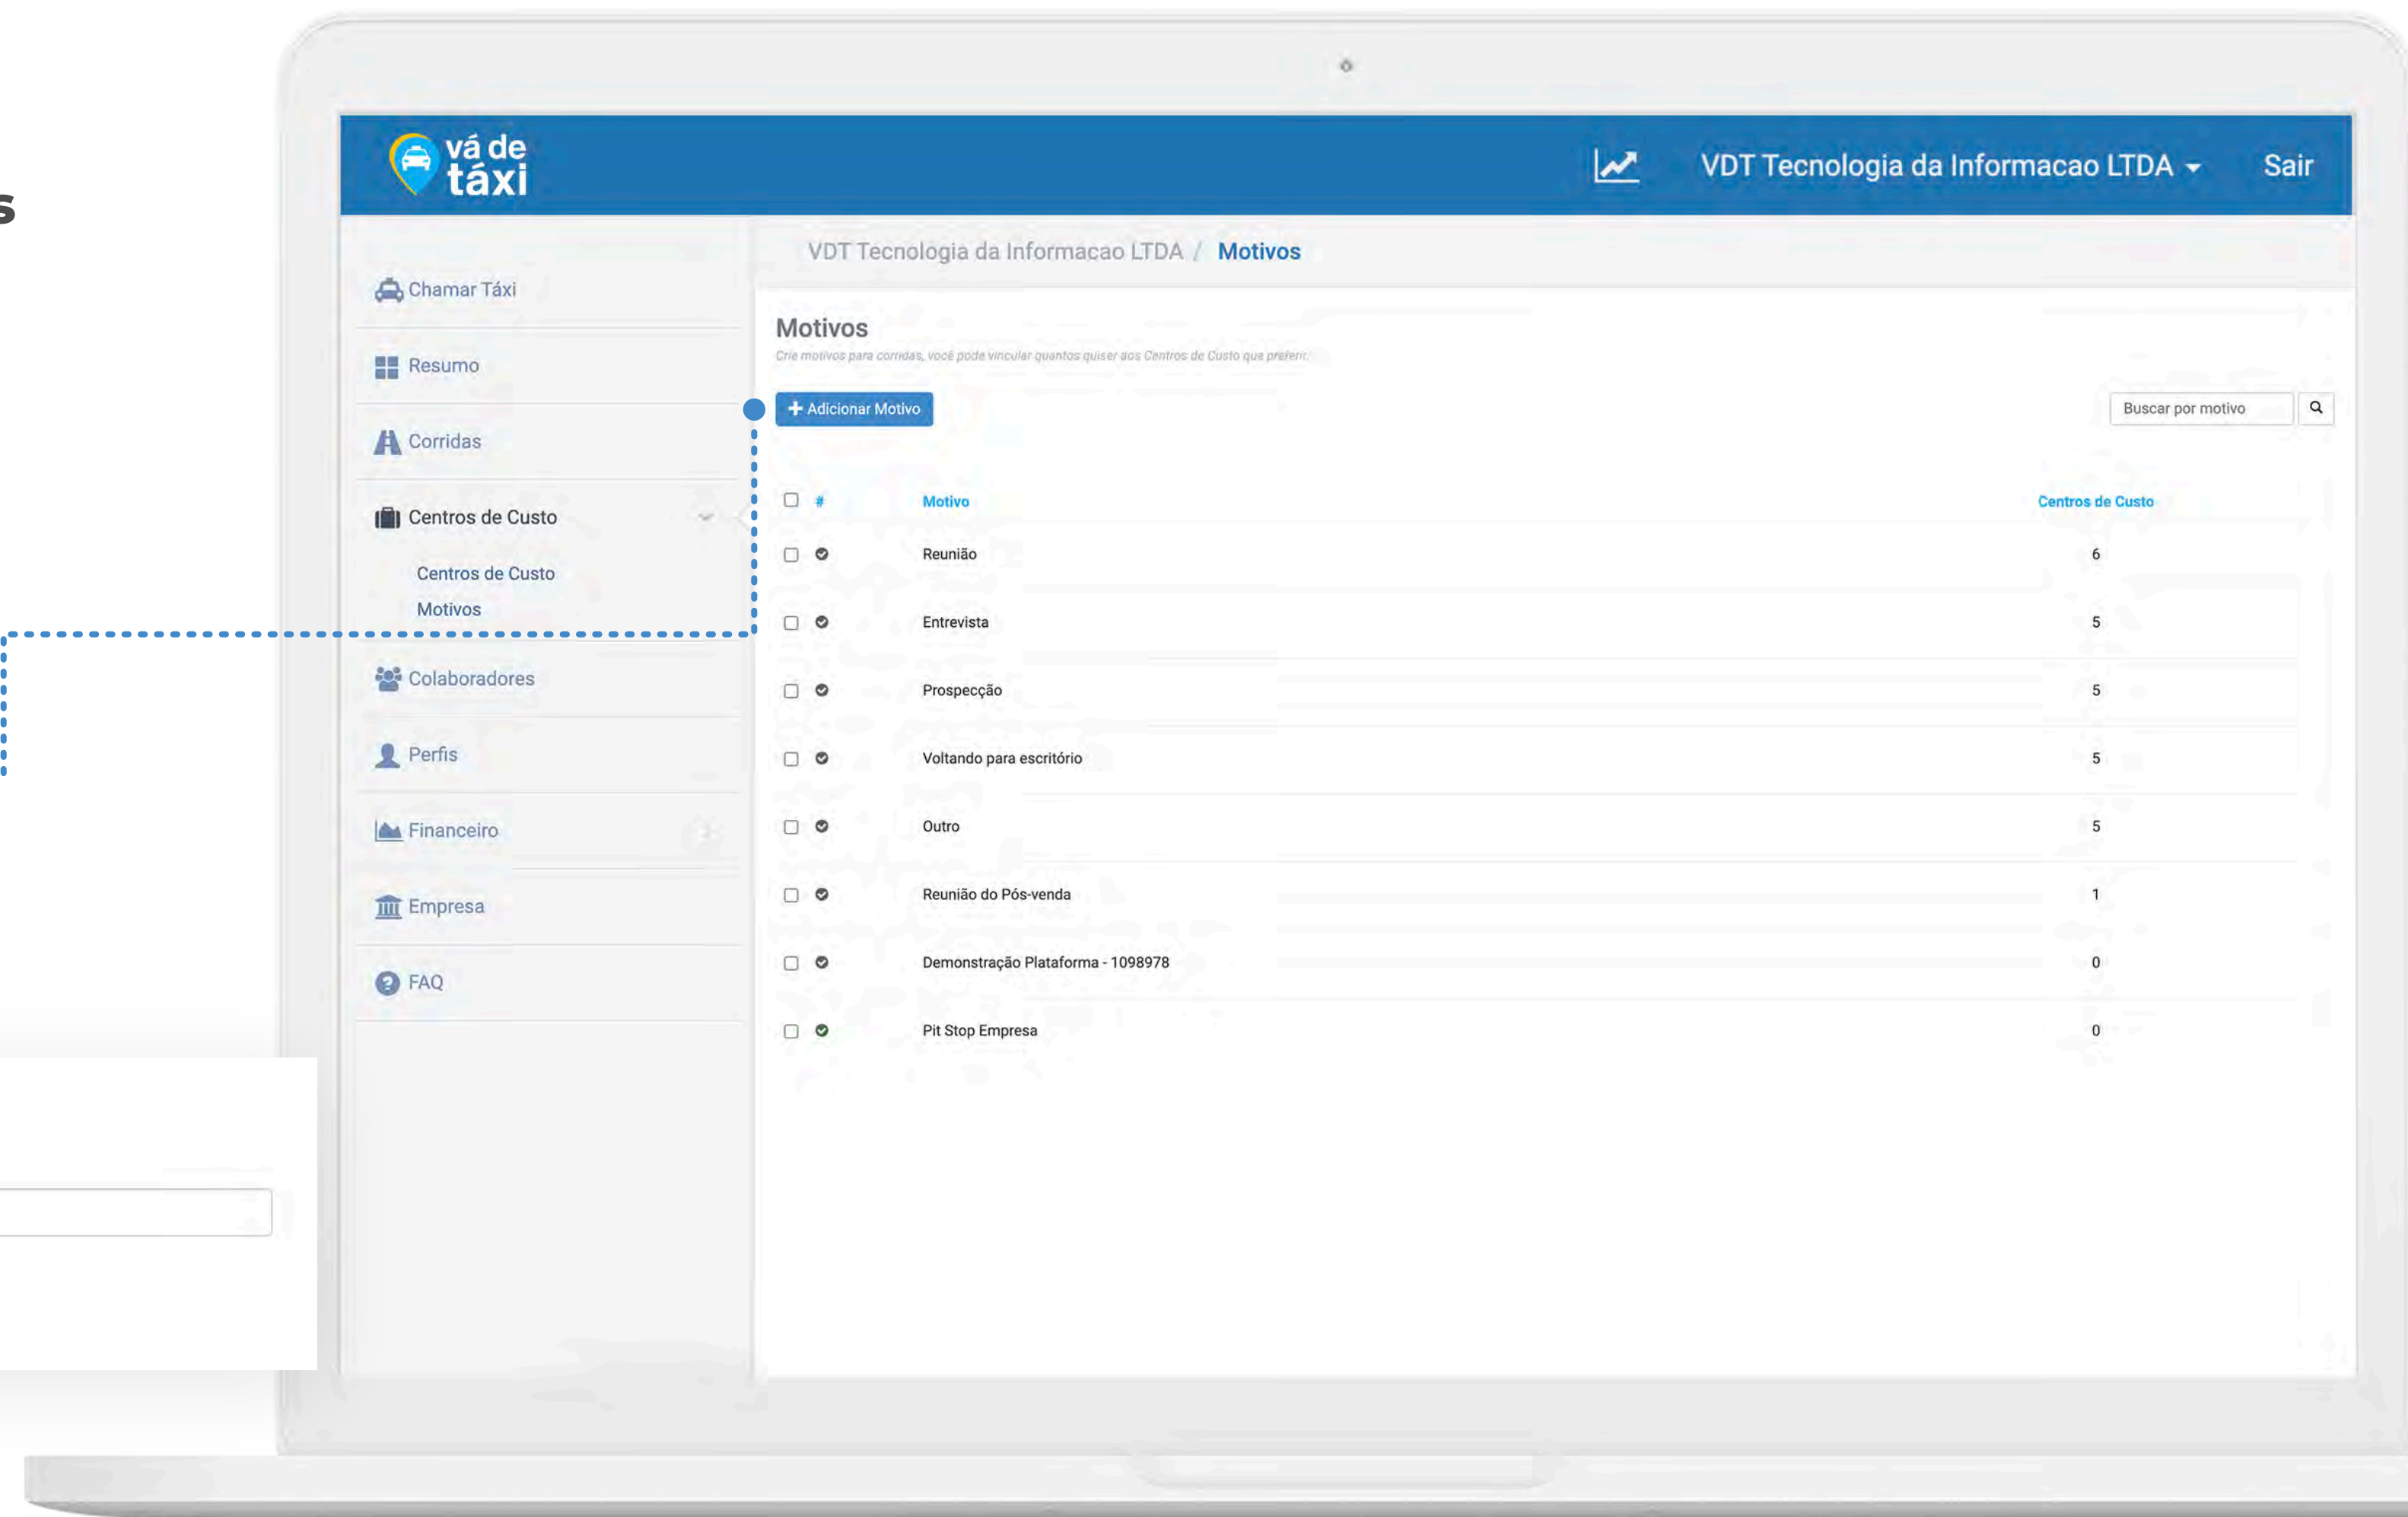 s
vá de
táxi
VDT Tecnologia da Informacao LTDA
Sair
VDT Tecnologia da Informacao LTDA / Motivos
Chamar Táxi
Resumo
Corridas
Centros de Custo
Centros de Custo
Motivos
Colaboradores
Perfis
Financeiro
Empresa
FAQ
Motivos
Crie motivos para corridas, você pode vincular quantos quiser aos Centros de Custo que preferir.
+ Adicionar Motivo
Buscar por motivo
# Motivo Centros de Custo
Reunião 6
Entrevista 5
Prospecção 5
Voltando para escritório 5
Outro 5
Reunião do Pós-venda 1
Demonstração Plataforma - 1098978 0
Pit Stop Empresa 0